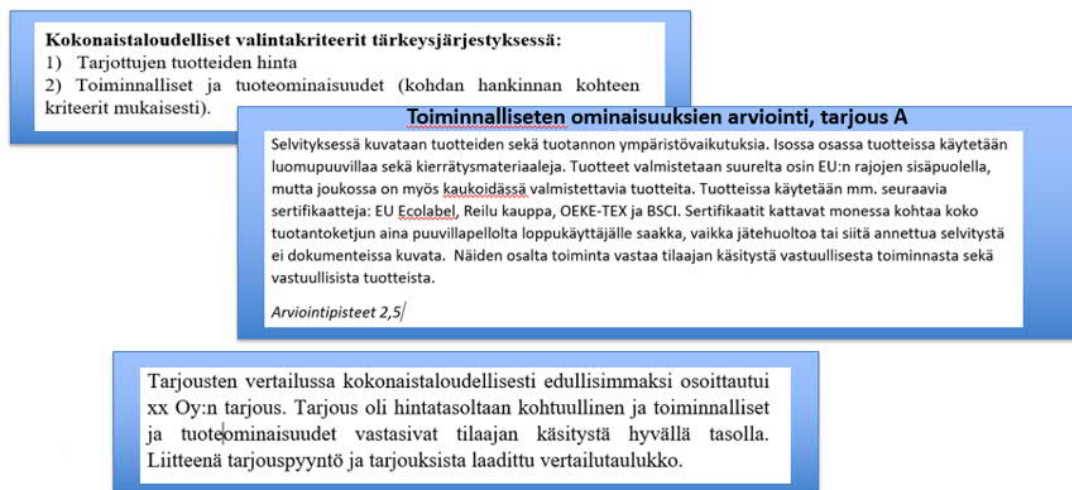 Kokonaistaloudelliset valintakriteerit tärkeysjärjestyksessä:
1) Tarjottujen tuotteiden hinta
2) Toiminnalliset ja tuoteominaisuudet (kohdan hankinnan kohteen
kriteerit mukaisesti).
Toiminnalliseten ominaisuuksien arviointi, tarjous A
Selvityksessä kuvataan tuotteiden sekä tuotannon ympäristövaikutuksia. Isossa osassa tuotteissa käytetään
luomupuuvillaa sekä kierrätysmateriaaleja. Tuotteet valmistetaan suurelta osin EU:n rajojen sisäpuolella,
mutta joukossa on myös kaukoidässä valmistettavia tuotteita. Tuotteissa käytetään mm. seuraavia
sertifikaatteja: EU Ecolabel, Reilu kauppa, OEKE-TEX ja BSCI. Sertifikaatit kattavat monessa kohtaa koko
tuotantoketjun aina puuvillapellolta loppukäyttäjälle saakka, vaikka jätehuoltoa tai siitä annettua selvitystä
ei dokumenteissa kuvata. Näiden osalta toiminta vastaa tilaajan käsitystä vastuullisesta toiminnasta sekä
vastuullisista tuotteista.
Arviointipisteet 2,5
Tarjousten vertailussa kokonaistaloudellisesti edullisimmaksi osoittautui
xx Oy:n tarjous. Tarjous oli hintatasoltaan kohtuullinen ja toiminnalliset
ja tuoteominaisuudet vastasivat tilaajan käsitystä hyvällä tasolla.
Liitteenä tarjouspyyntö ja tarjouksista laadittu vertailutaulukko.